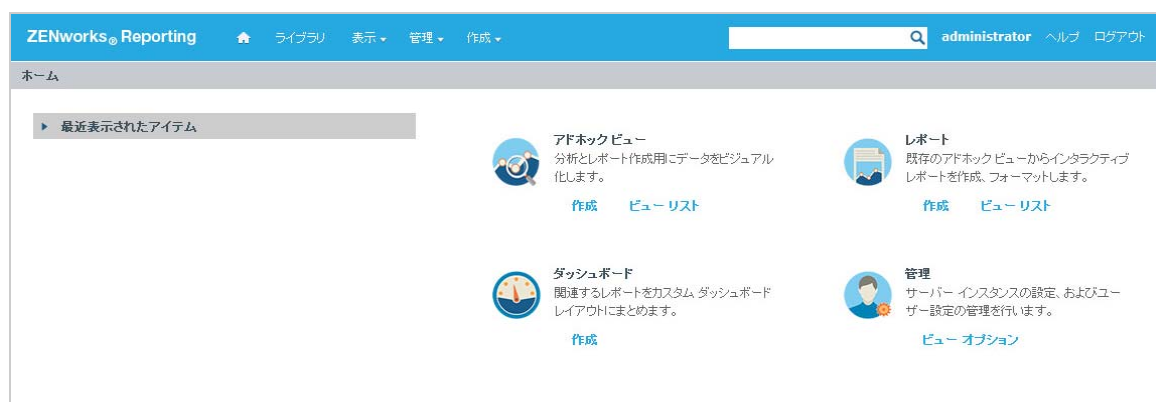 ZENworks® Reporting ライブラリ 表示 管理 作成 administrator ヘルプ ログアウト
ホーム
最近表示されたアイテム
アドホック ビュー
分析とレポート作成用にデータをビジュアル
化します。
作成 ビュー リスト
レポート
既存のアドホック ビューからインタラクティブ
レポートを作成、フォーマットします。
作成 ビュー リスト
ダッシュボード
関連するレポートをカスタム ダッシュボード
レイアウトにまとめます。
作成
管理
サーバー インスタンスの設定、およびユー
ザー設定の管理を行います。
ビュー オプション